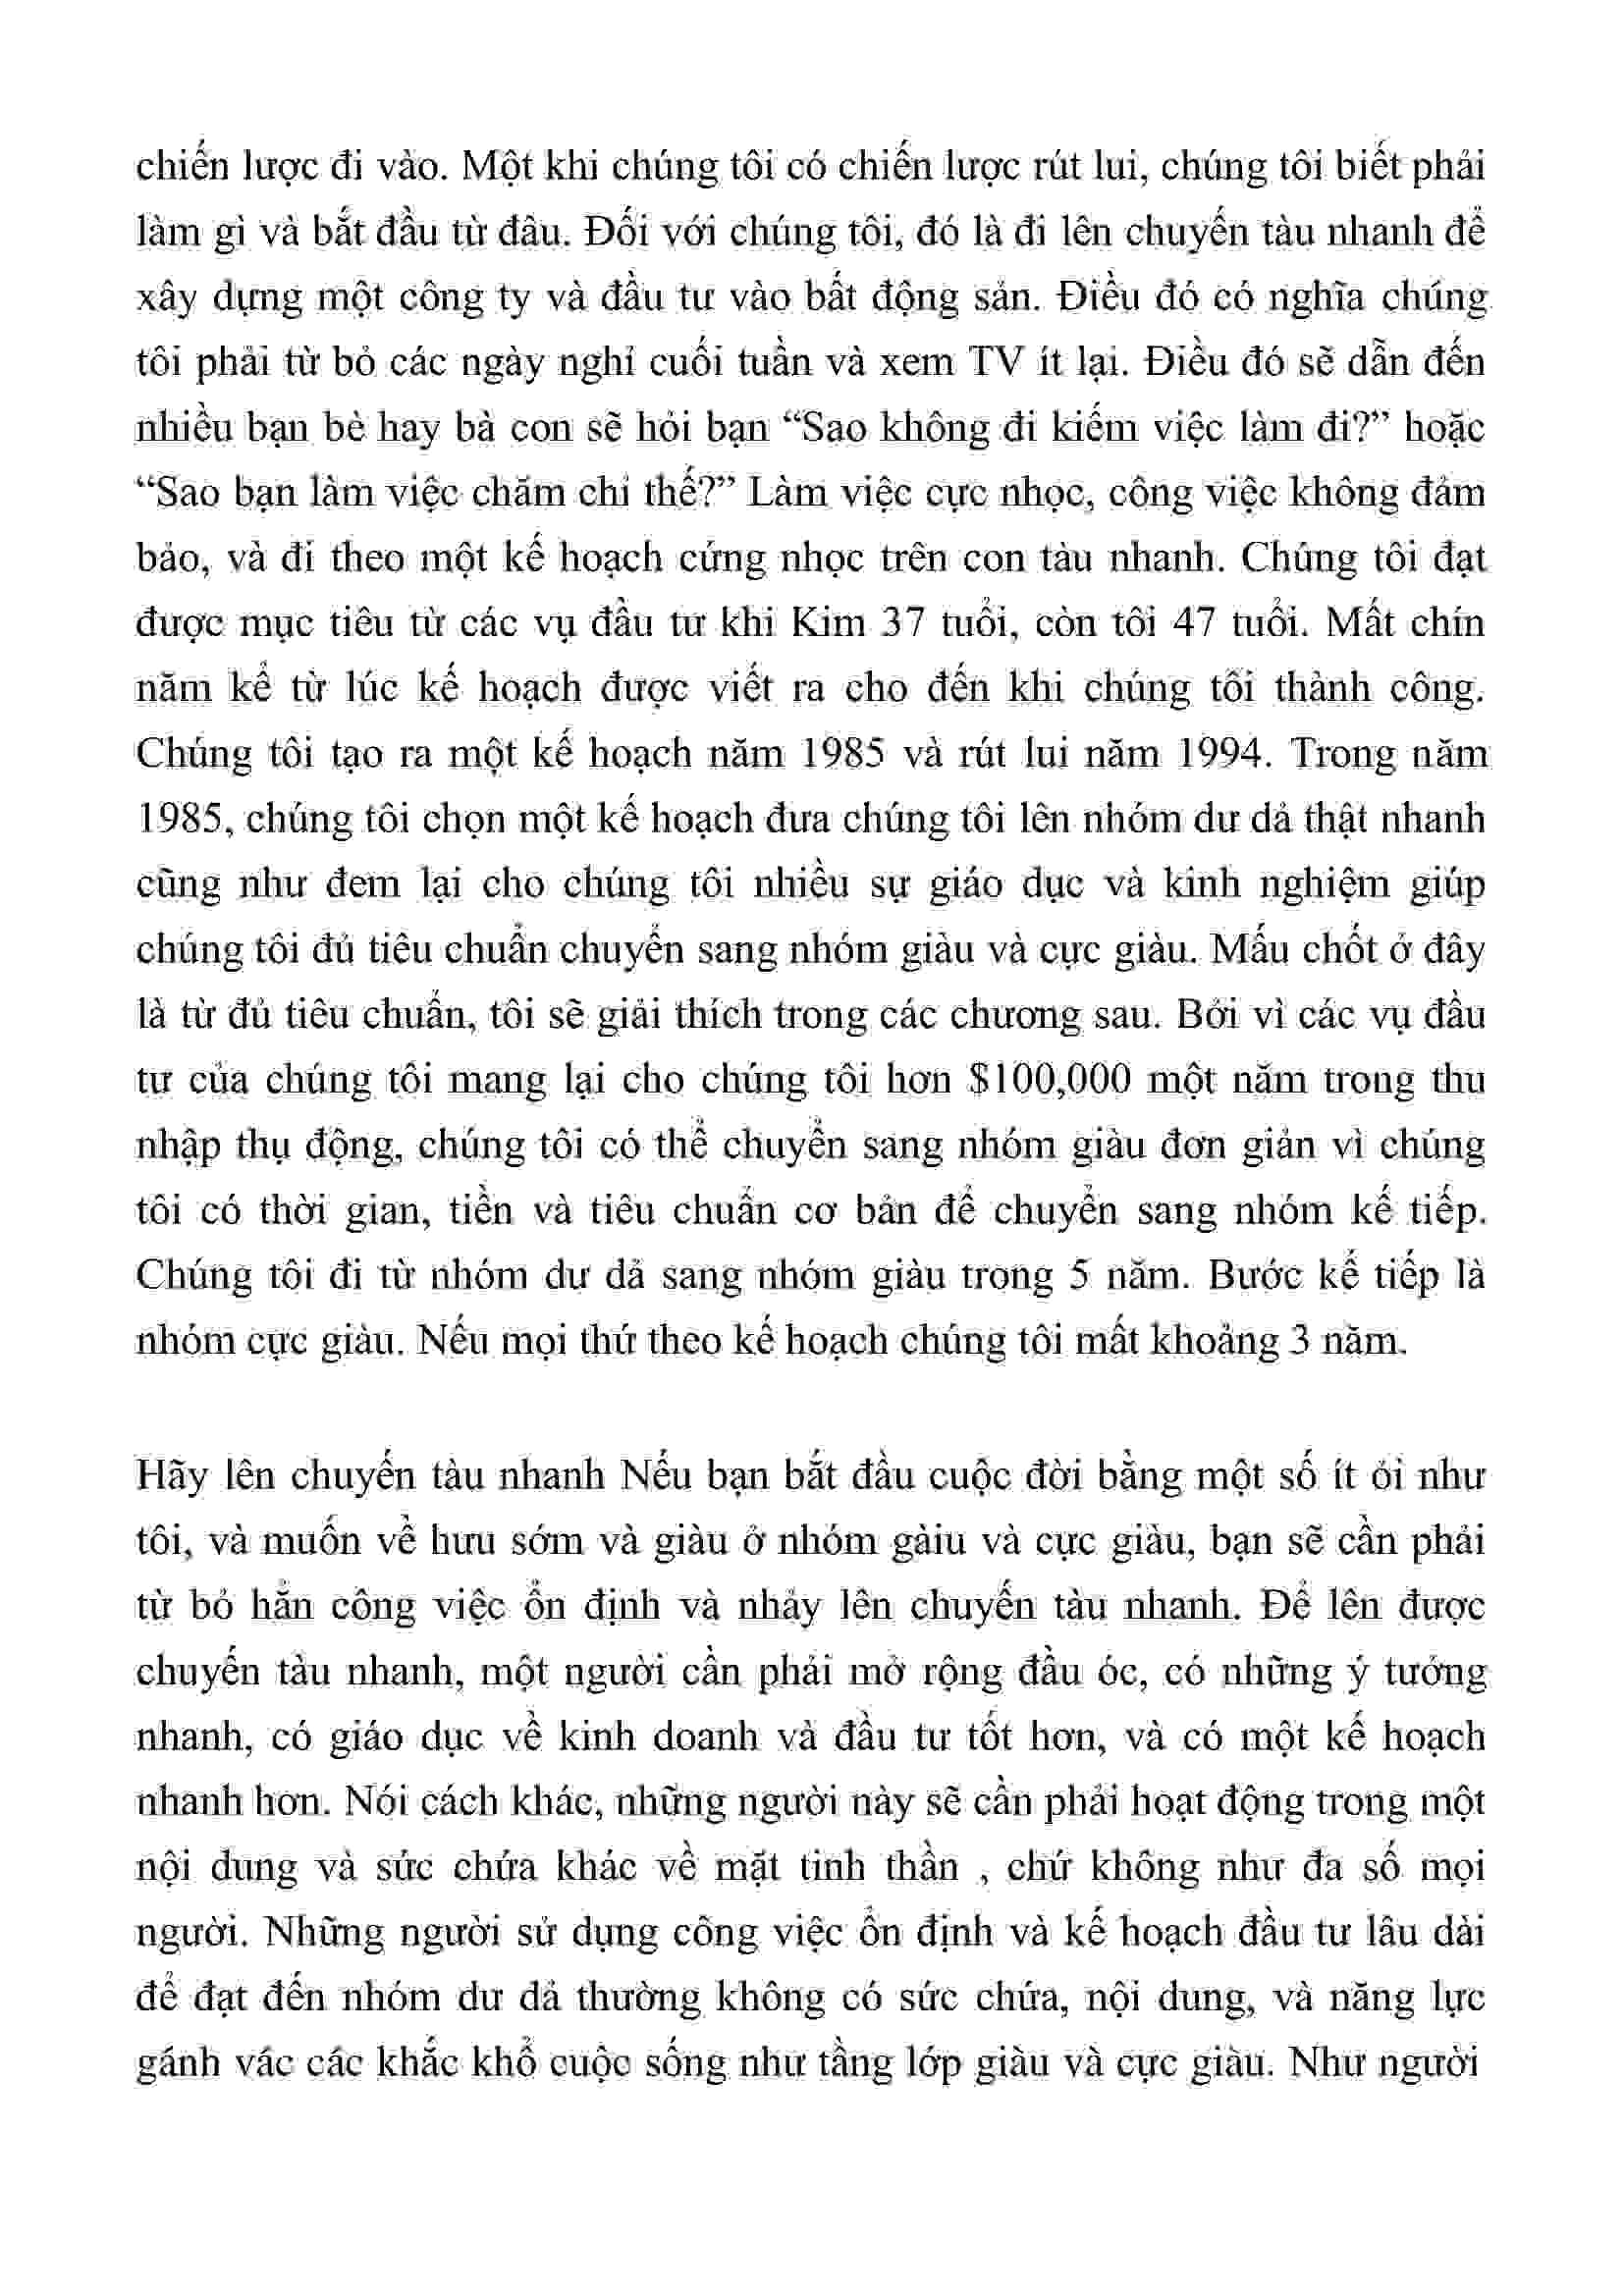 chiến lược đi vào. Một khi chúng tôi có chiến lược rút lui, chúng tôi biết phải
làm gì và bắt đầu từ đâu. Đối với chúng tôi, đó là đi lên chuyến tàu nhanh để
xây dựng một công ty và đầu tư vào bất động sản. Điều đó có nghĩa chúng
tôi phải từ bỏ các ngày nghỉ cuối tuần và xem TV ít lại. Điều đó sẽ dẫn đến
nhiều bạn bè hay bà con sẽ hỏi bạn “Sao không đi kiếm việc làm đi?” hoặc
“Sao bạn làm việc chăm chỉ thế?” Làm việc cực nhọc, công việc không đảm
bảo, và đi theo một kế hoạch cứng nhọc trên con tàu nhanh. Chúng tôi đạt
được mục tiêu từ các vụ đầu tư khi Kim 37 tuổi, còn tôi 47 tuổi. Mất chín
năm kể từ lúc kế hoạch được viết ra cho đến khi chúng tôi thành công.
Chúng tôi tạo ra một kế hoạch năm 1985 và rút lui năm 1994. Trong năm
1985, chúng tôi chọn một kế hoạch đưa chúng tôi lên nhóm dư dả thật nhanh
cũng như đem lại cho chúng tôi nhiều sự giáo dục và kinh nghiệm giúp
chúng tôi đủ tiêu chuẩn chuyển sang nhóm giàu và cực giàu. Mấu chốt ở đây
là từ đủ tiêu chuẩn, tôi sẽ giải thích trong các chương sau. Bởi vì các vụ đầu
tư của chúng tôi mang lại cho chúng tôi hơn $100,000 một năm trong thu
nhập thụ động, chúng tôi có thể chuyển sang nhóm giàu đơn giản vì chúng
tôi có thời gian, tiền và tiêu chuẩn cơ bản để chuyển sang nhóm kế tiếp.
Chúng tôi đi từ nhóm dư dả sang nhóm giàu trong 5 năm. Bước kế tiếp là
nhóm cực giàu. Nếu mọi thứ theo kế hoạch chúng tôi mất khoảng 3 năm.
Hãy lên chuyến tàu nhanh Nếu bạn bắt đầu cuộc đời bằng một số ít ỏi như
tôi, và muốn về hưu sớm và giàu ở nhóm gàiu và cực giàu, bạn sẽ cần phải
từ bỏ hẳn công việc ổn định và nhảy lên chuyến tàu nhanh. Để lên được
chuyến tàu nhanh, một người cần phải mở rộng đầu óc, có những ý tưởng
nhanh, có giáo dục về kinh doanh và đầu tư tốt hơn, và có một kế hoạch
nhanh hơn. Nói cách khác, những người này sẽ cần phải hoạt động trong một
nội dung và sức chứa khác về mặt tinh thần , chứ không như đa số mọi
người. Những người sử dụng công việc ổn định và kế hoạch đầu tư lâu dài
để đạt đến nhóm dư dả thường không có sức chứa, nội dung, và năng lực
gánh vác các khắc khổ cuộc sống như tầng lớp giàu và cực giàu. Như người